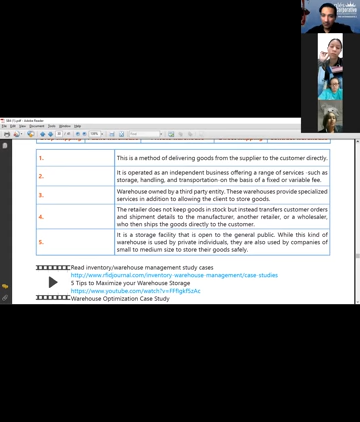 File Edit View Document Tools Window Help
1. This is a method of delivering goods from the supplier to the customer directly.
2. It is operated as an independent business offering a range of services -such as
storage, handling, and transportation -on the basis of a fixed or variable fee.
3. Warehouse owned by a third party entity. These warehouses provide specialized
services in addition to allowing the client to store goods.
4. The retailer does not keep goods in stock but instead transfers customer orders
and shipment details to the manufacturer, another retailer, or a wholesaler,
who then ships the goods directly to the customer.
5. It is a storage facility that is open to the general public. While this kind of
warehouse is used by private individuals, they are also used by companies of
small to medium size to store their goods safely.
Read inventory/warehouse management study cases
http://www.rfidjournal.com/inventory-warehouse-management/case-studies
5 Tips to Maximize your Warehouse Storage
Warehouse Optimization Case Study